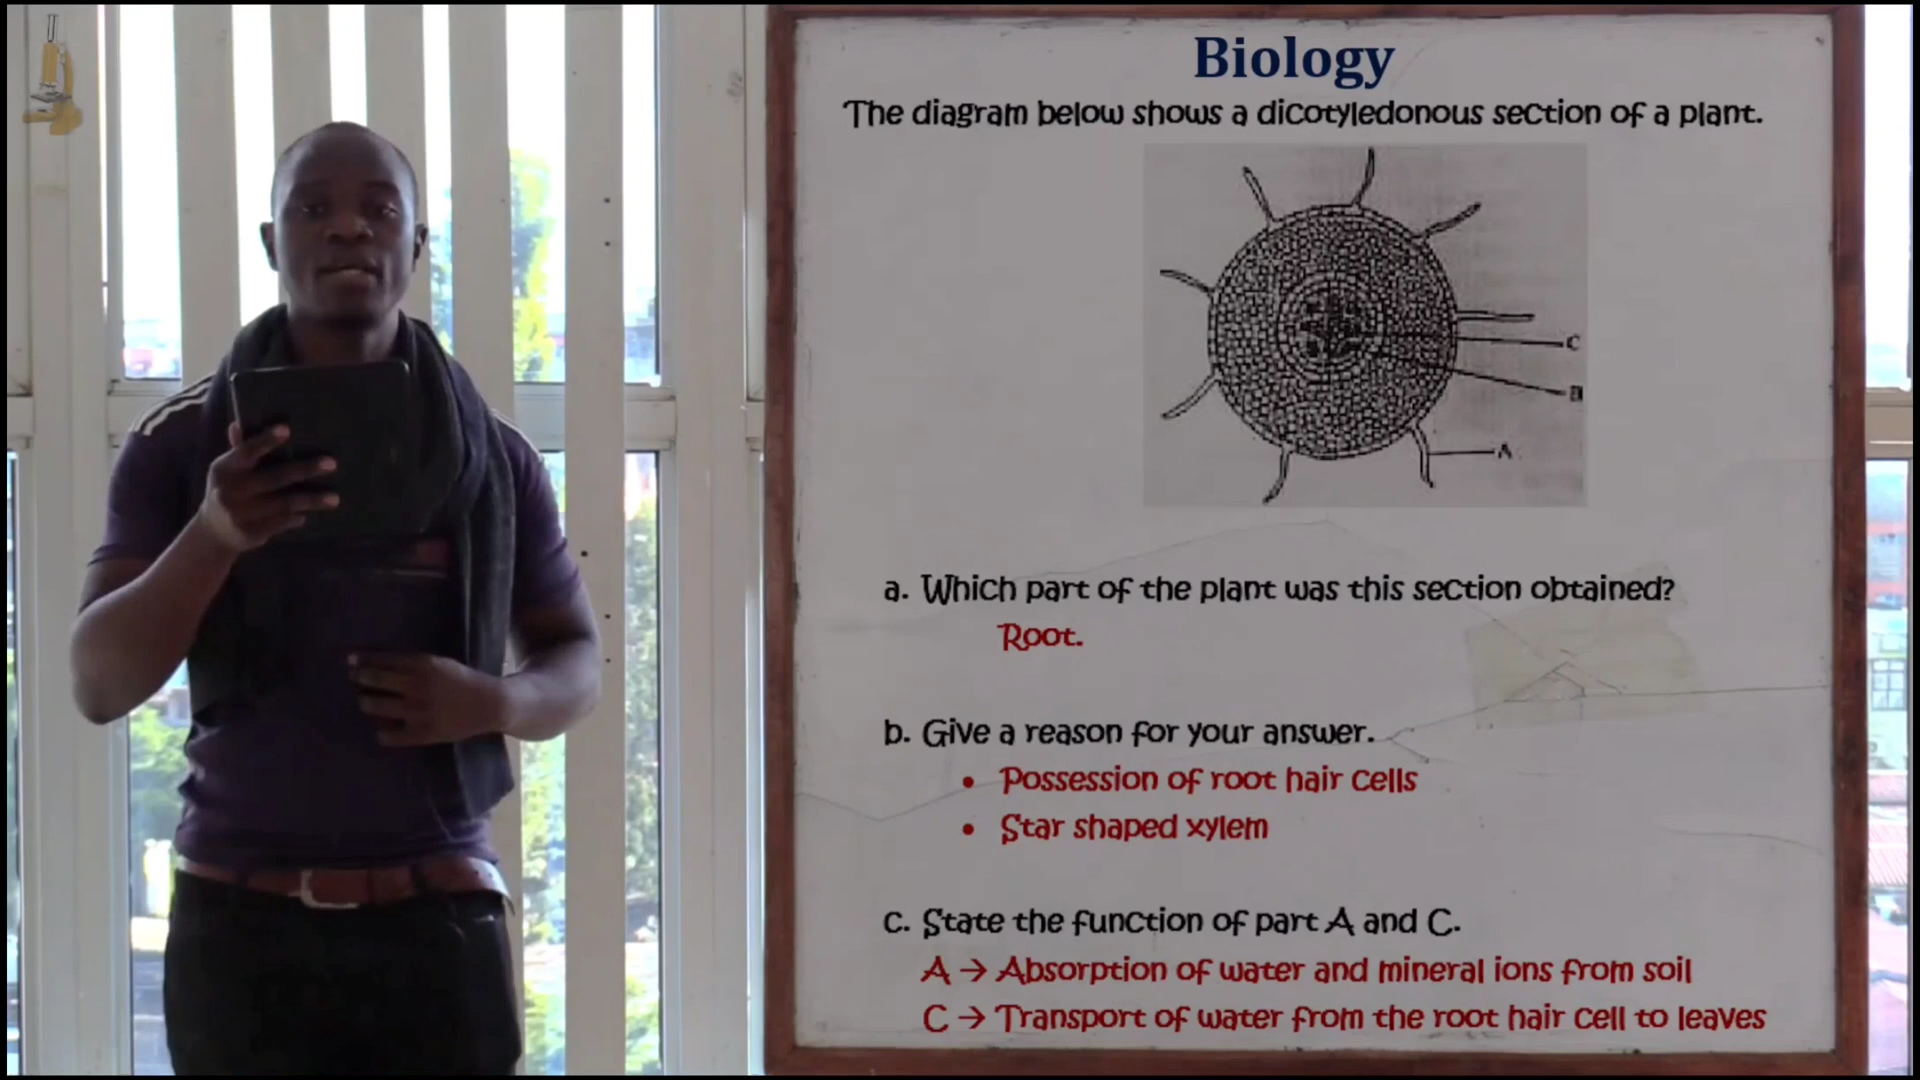 Biology
The diagram below shows a dicotyledonous section of a plant.
C
B
A
a. Which part of the plant was this section obtained?
Root.
b. Give a reason for your answer.
• Possession of root hair cells
• Star shaped xylem
c. State the function of part A and C.
A → Absorption of water and mineral ions from soil
C → Transport of water from the root hair cell to leaves